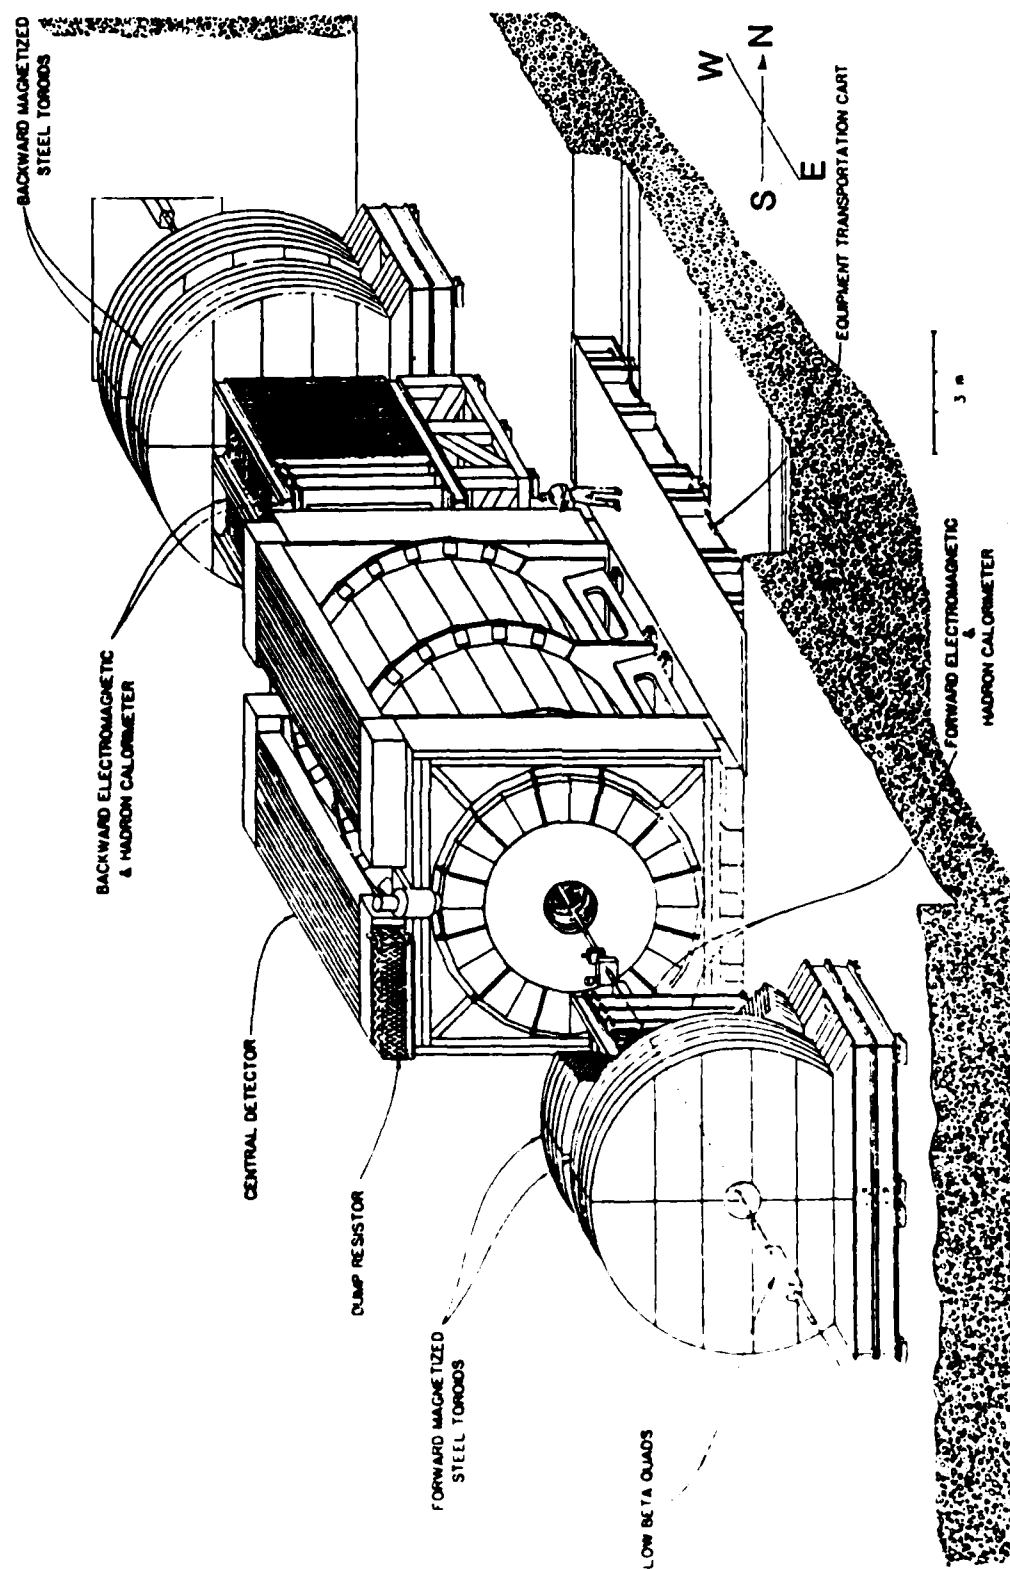 BACKWARD MAGNETIZED
STEEL TOROIDS
BACKWARD ELECTROMAGNETIC
& HADRON CALORIMETER
CENTRAL DETECTOR
DUMP RESISTOR
FORWARD MAGNETIZED
STEEL TOROIDS
LOW BETA QUADS
W
N
S
E
EQUIPMENT TRANSPORTATION CART
3 m
FORWARD ELECTROMAGNETIC
&
HADRON CALORIMETER